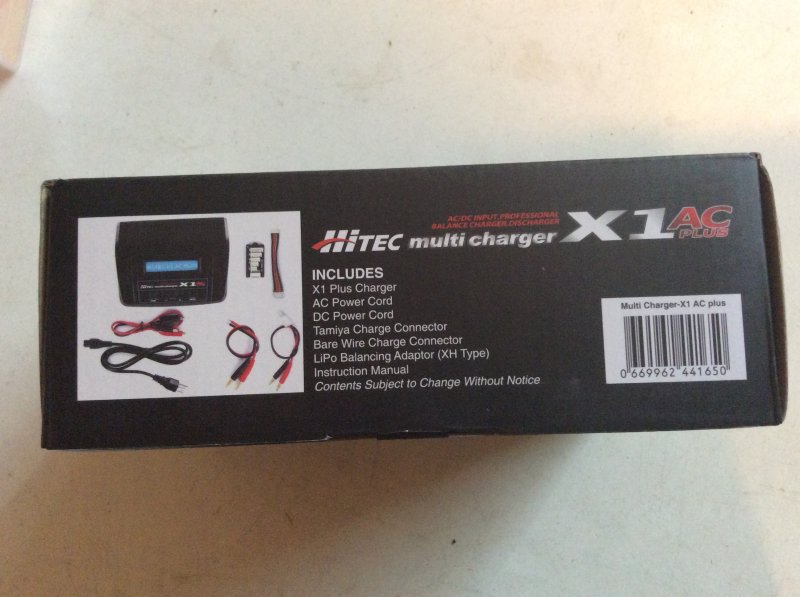 AC/DC INPUT, PROFESSIONAL
BALANCE CHARGER, DISCHARGER
HiTEC multi charger X1 AC PLUS
INCLUDES
X1 Plus Charger
AC Power Cord
DC Power Cord
Tamiya Charge Connector
Bare Wire Charge Connector
LiPo Balancing Adaptor (XH Type)
Instruction Manual
Contents Subject to Change Without Notice
Multi Charger-X1 AC plus
0 669962 441650
HiTEC
X1